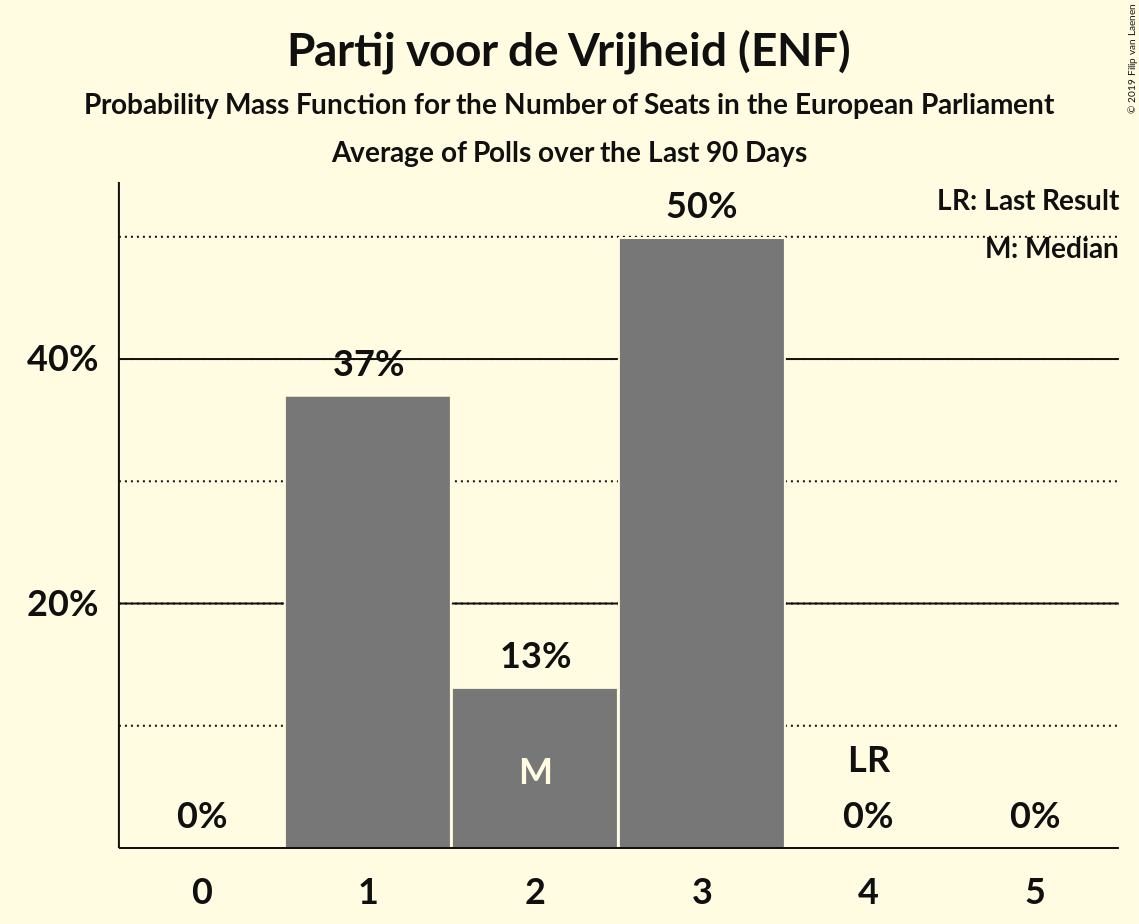 Partij voor de Vrijheid (ENF)
Probability Mass Function for the Number of Seats in the European Parliament
Average of Polls over the Last 90 Days
© 2019 Filip van Laenen
LR: Last Result
M: Median
50%
40%
37%
20%
13%
M
LR
0%
0%
0%
0 1 2 3 4 5